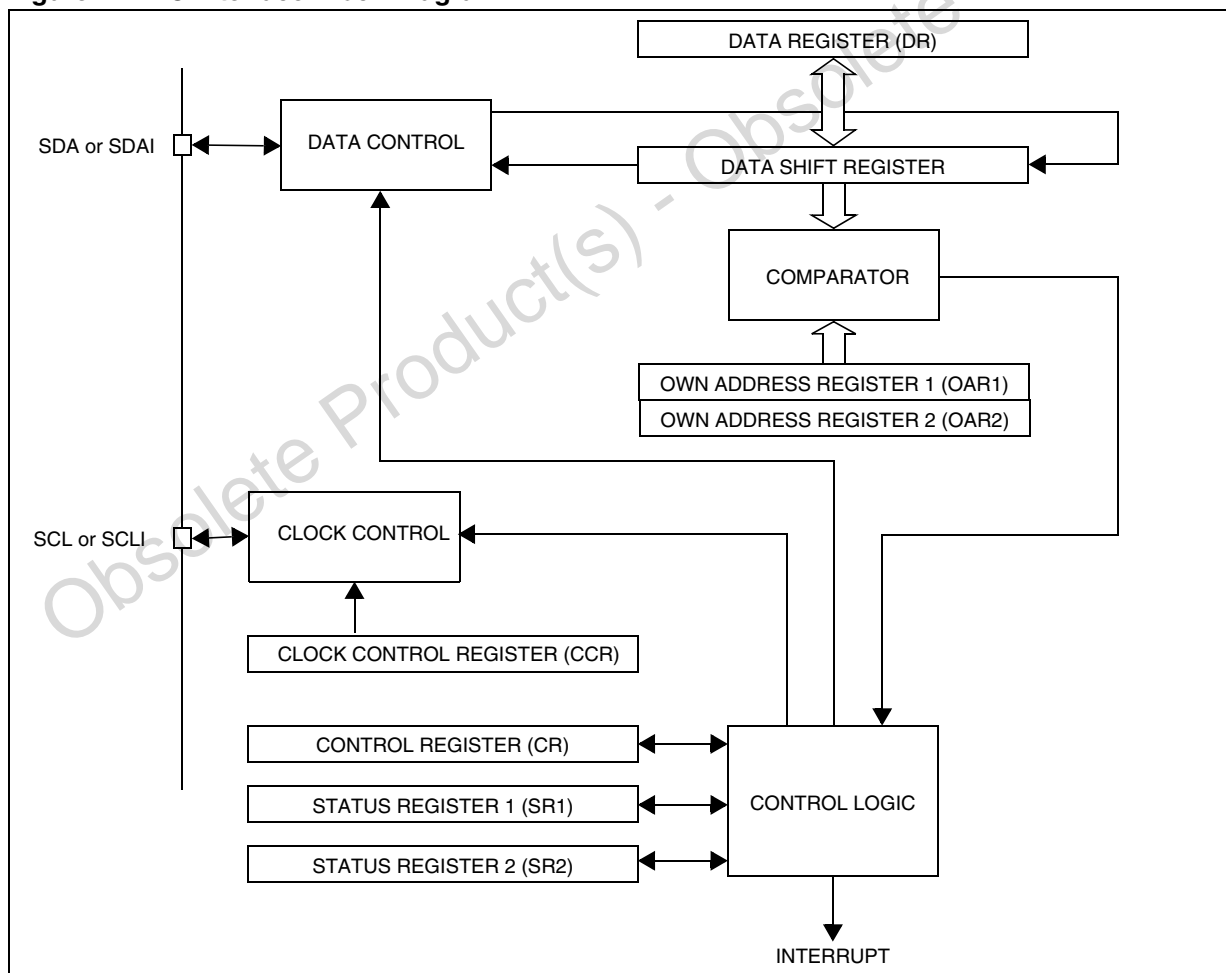 DATA REGISTER (DR)
DATA CONTROL
SDA or SDAI
DATA SHIFT REGISTER
COMPARATOR
OWN ADDRESS REGISTER 1 (OAR1)
OWN ADDRESS REGISTER 2 (OAR2)
SCL or SCLI
CLOCK CONTROL
CLOCK CONTROL REGISTER (CCR)
CONTROL REGISTER (CR)
STATUS REGISTER 1 (SR1)
CONTROL LOGIC
STATUS REGISTER 2 (SR2)
INTERRUPT
Obsolete Product(s) - Obsolete